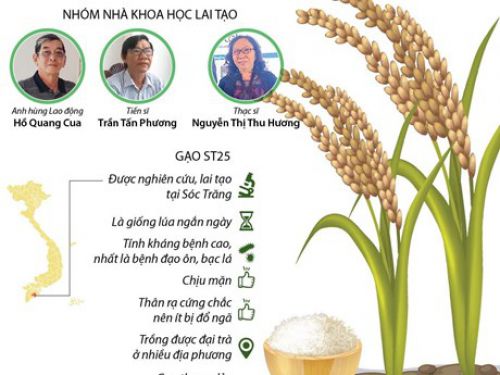 NHÓM NHÀ KHOA HỌC LAI TẠO
Anh hùng Lao động
Hồ Quang Cua
Tiến sĩ
Trần Tấn Phương
Thạc sĩ
Nguyễn Thị Thu Hương
GẠO ST25
Được nghiên cứu, lai tạo
tại Sóc Trăng
Là giống lúa ngắn ngày
Tính kháng bệnh cao,
nhất là bệnh đạo ôn, bạc lá
Chịu mặn
Thân rạ cứng chắc
nên ít bị đổ ngã
Trồng được đại trà
ở nhiều địa phương